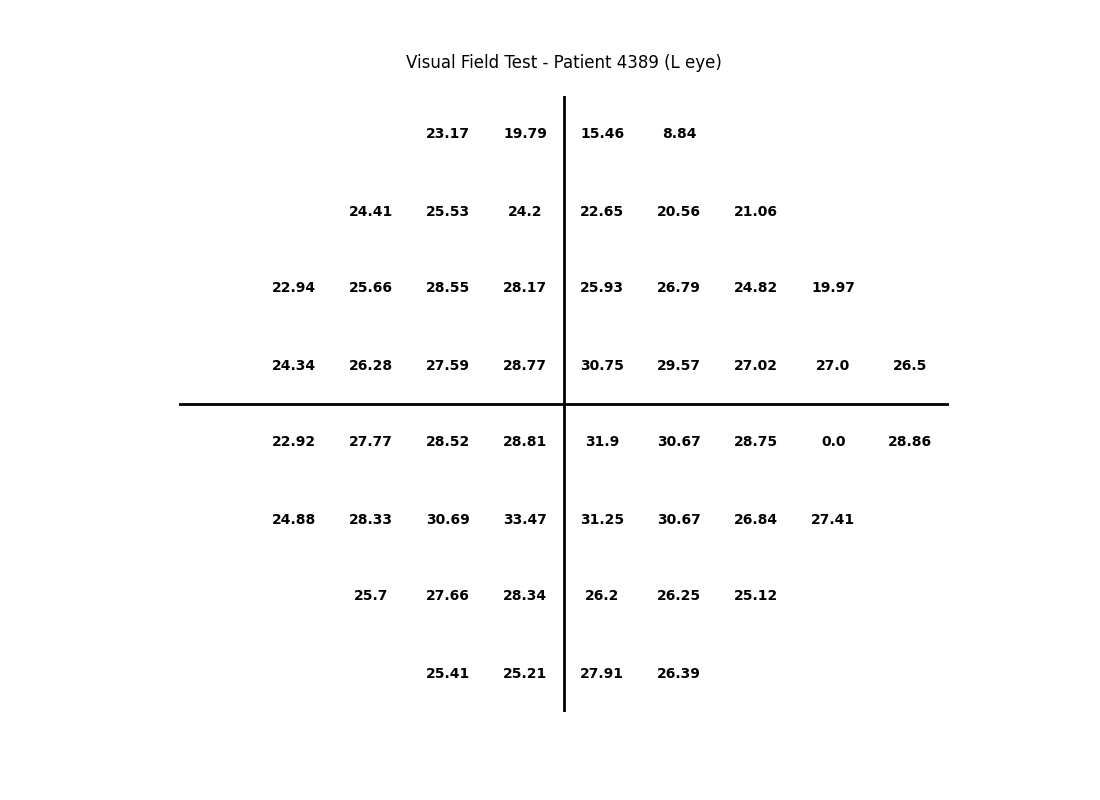 Visual Field Test - Patient 4389 (L eye)
23.17 19.79 15.46 8.84
24.41 25.53 24.2 22.65 20.56 21.06
22.94 25.66 28.55 28.17 25.93 26.79 24.82 19.97
24.34 26.28 27.59 28.77 30.75 29.57 27.02 27.0 26.5
22.92 27.77 28.52 28.81 31.9 30.67 28.75 0.0 28.86
24.88 28.33 30.69 33.47 31.25 30.67 26.84 27.41
25.7 27.66 28.34 26.2 26.25 25.12
25.41 25.21 27.91 26.39